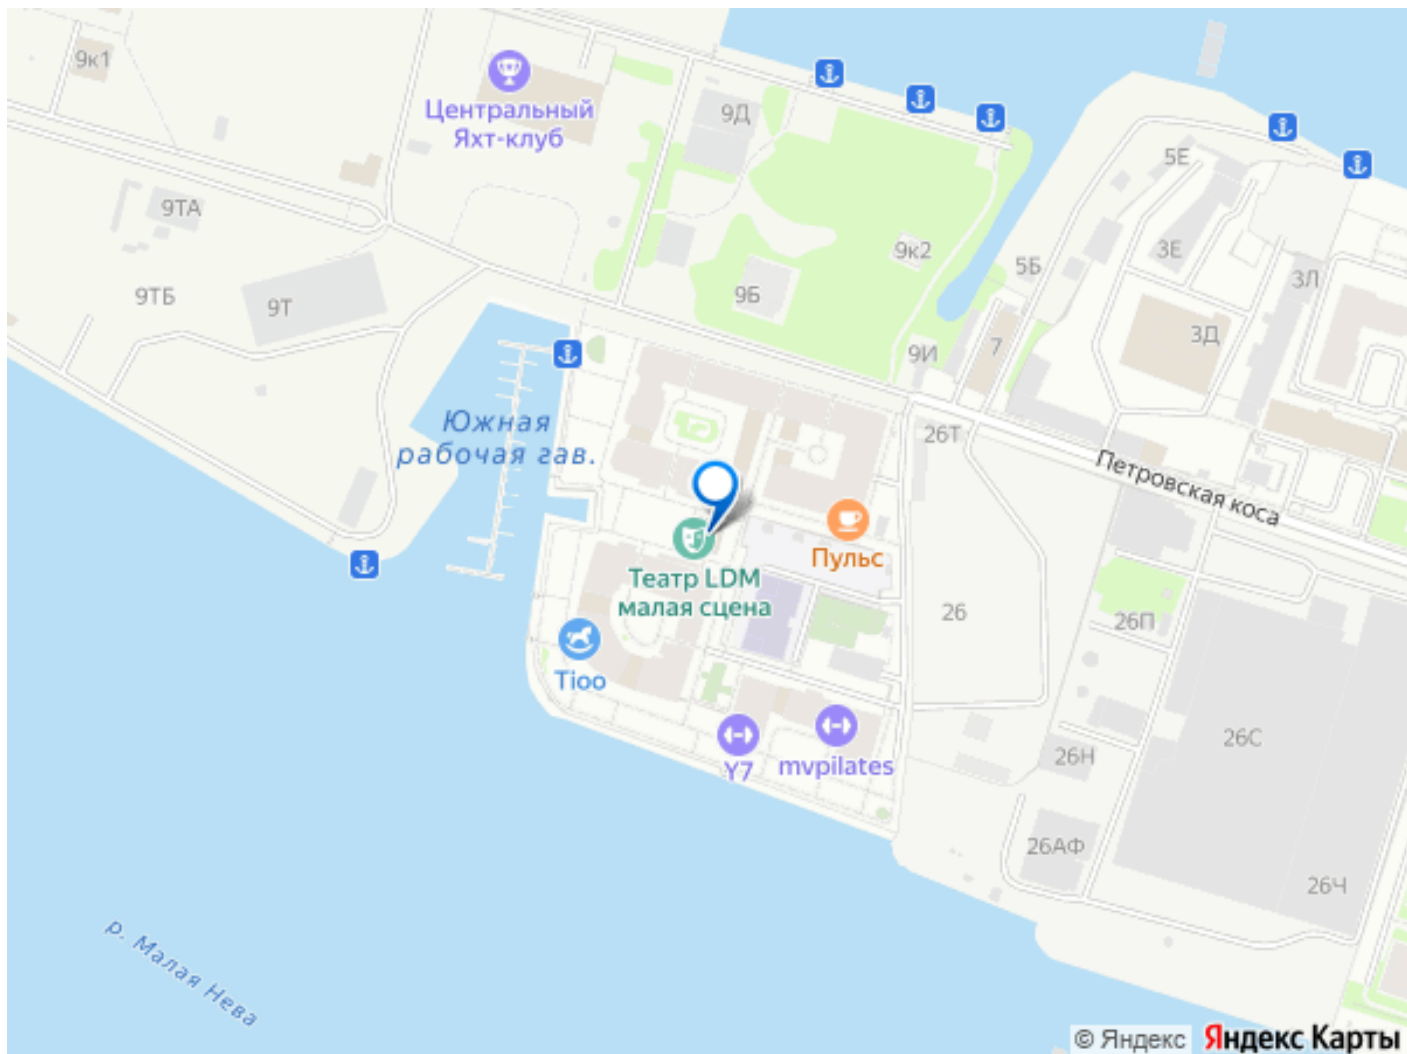 9к1
Центральный
Яхт-клуб
9Д
5Е
9ТА
9к2
3Е
5Б
3Л
9ТБ
9Т
9Б
3Д
9И
7
Южная
рабочая гав.
26Т
Петровская коса
Пульс
Театр LDM
малая сцена
26
26П
Tioo
Y7
mvpilates
26Н
26С
26АФ
26Ч
р. Малая Нева
© Яндекс
Яндекс Карты